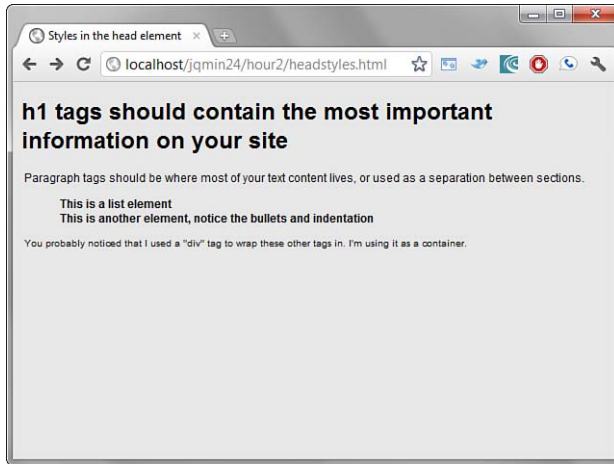 Styles in the head element
localhost/jqmin24/hour2/headstyles.html
h1 tags should contain the most important
information on your site
Paragraph tags should be where most of your text content lives, or used as a separation between sections.
This is a list element
This is another element, notice the bullets and indentation
You probably noticed that I used a "div" tag to wrap these other tags in. I'm using it as a container.